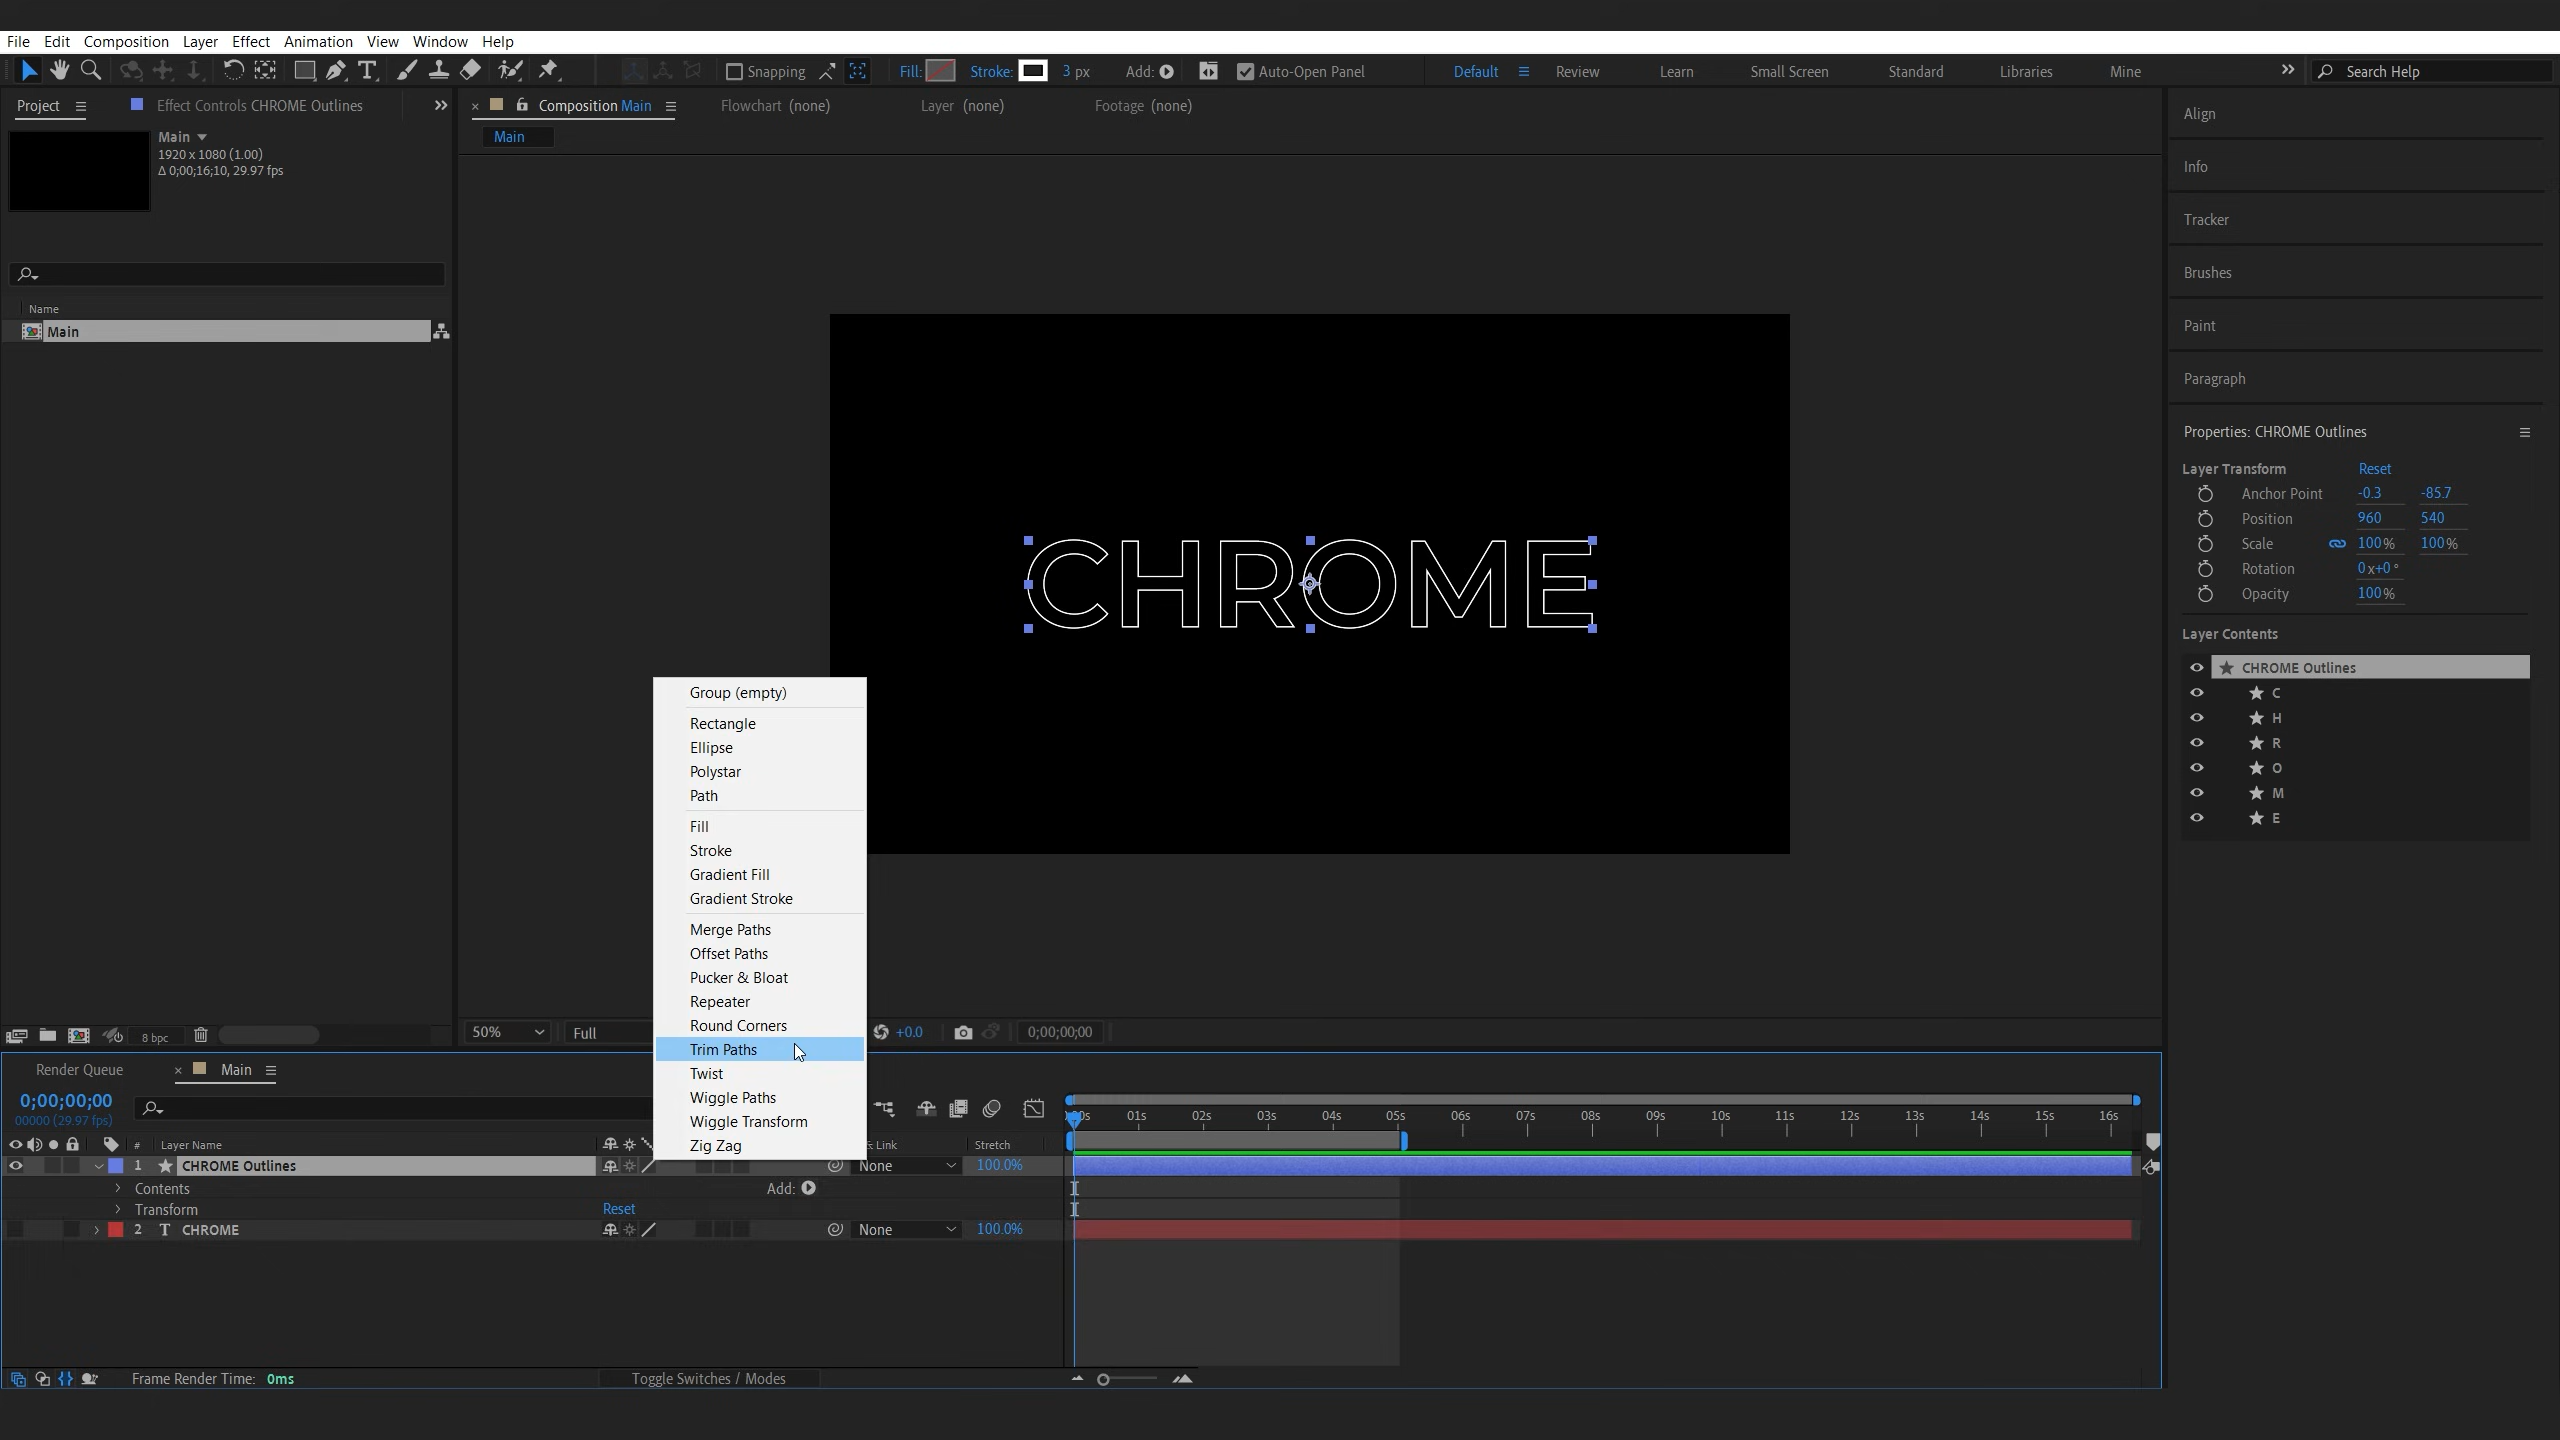 File Edit Composition Layer Effect Animation View Window Help
Snapping Fill: Stroke: 3 px Add: Auto-Open Panel Default Review Learn Small Screen Standard Libraries Mine Search Help
Project Effect Controls CHROME Outlines
Main
1920 x 1080 (1.00)
Δ 0;00;16;10, 29.97 fps
Name
Main
8 bpc
Composition Main Flowchart (none) Layer (none) Footage (none)
Main
CHROME
50% Full +0.0 0;00;00;00
Group (empty)
Rectangle
Ellipse
Polystar
Path
Fill
Stroke
Gradient Fill
Gradient Stroke
Merge Paths
Offset Paths
Pucker & Bloat
Repeater
Round Corners
Trim Paths
Twist
Wiggle Paths
Wiggle Transform
Zig Zag
Align
Info
Tracker
Brushes
Paint
Paragraph
Properties: CHROME Outlines
Layer Transform Reset
Anchor Point -0.3 -85.7
Position 960 540
Scale 100% 100%
Rotation 0x+0°
Opacity 100%
Layer Contents
CHROME Outlines
C
H
R
O
M
E
Render Queue Main
0;00;00;00
00000 (29.97 fps)
01s 02s 03s 04s 05s 06s 07s 08s 09s 10s 11s 12s 13s 14s 15s 16s
# Layer Name & Link Stretch
1 CHROME Outlines None 100.0%
Contents Add:
Transform Reset
2 T CHROME None 100.0%
Frame Render Time: 0ms Toggle Switches / Modes